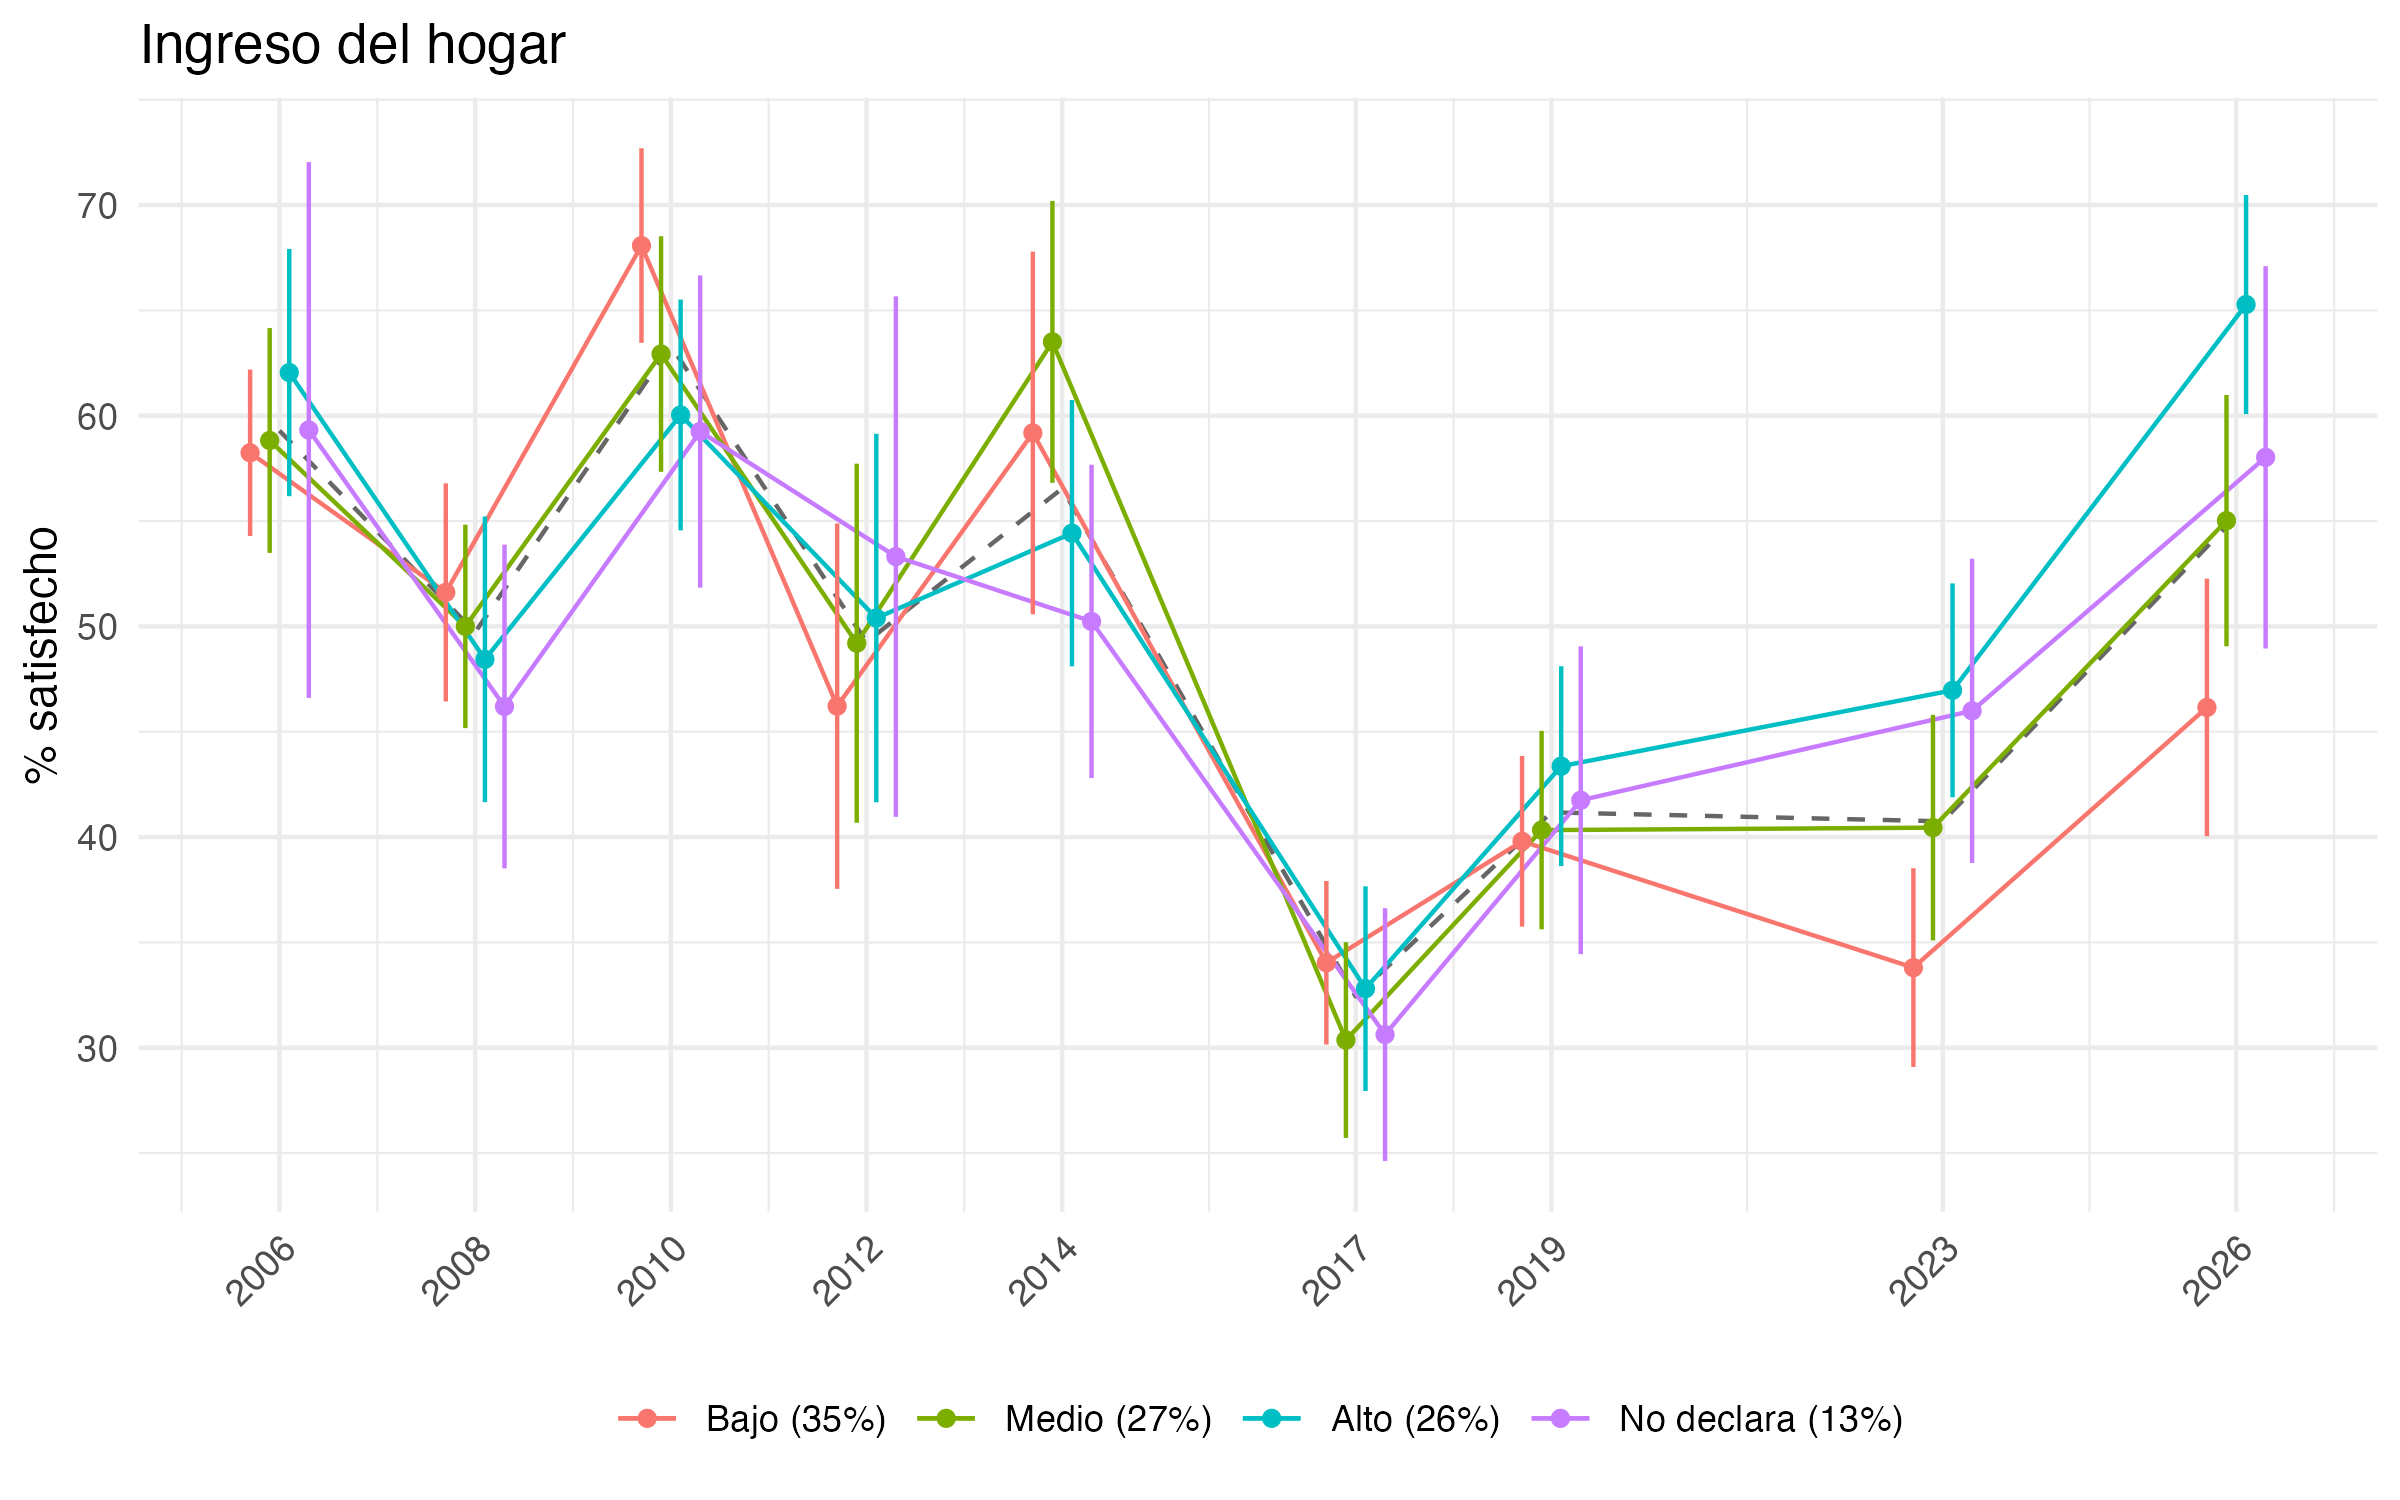 Ingreso del hogar
% satisfecho
70
60
50
40
30
2006 2008 2010 2012 2014 2017 2019 2023 2026
Bajo (35%) Medio (27%) Alto (26%) No declara (13%)